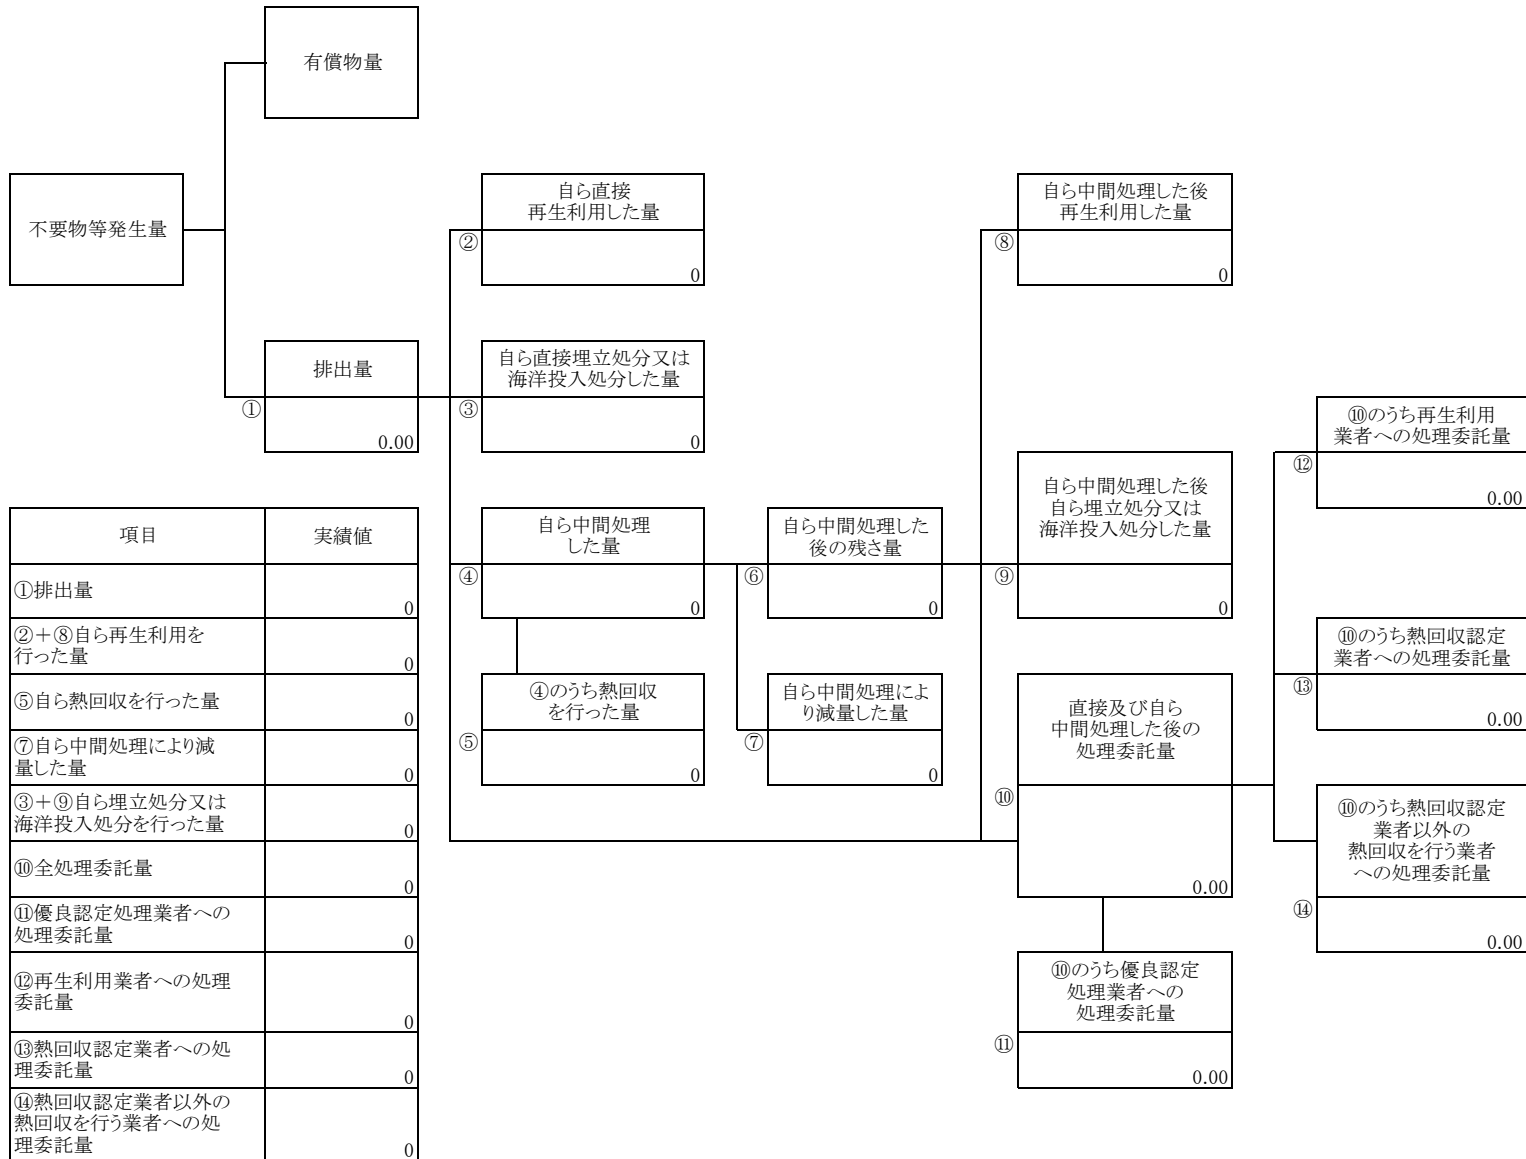 有償物量
不要物等発生量
自ら直接
再生利用した量
②
0
自ら中間処理した後
再生利用した量
⑧
0
排出量
①
0.00
自ら直接埋立処分又は
海洋投入処分した量
③
0
⑩のうち再生利用
業者への処理委託量
⑫
0.00
自ら中間処理
した量
④
0
自ら中間処理した
後の残さ量
⑥
0
自ら中間処理した後
自ら埋立処分又は
海洋投入処分した量
⑨
0
⑩のうち熱回収認定
業者への処理委託量
⑬
0.00
④のうち熱回収
を行った量
⑤
0
自ら中間処理によ
り減量した量
⑦
0
直接及び自ら
中間処理した後の
処理委託量
⑩
0.00
⑩のうち熱回収認定
業者以外の
熱回収を行う業者
への処理委託量
⑭
0.00
⑩のうち優良認定
処理業者への
処理委託量
⑪
0.00
項目 実績値
①排出量
0
②+⑧自ら再生利用を
行った量
0
⑤自ら熱回収を行った量
0
⑦自ら中間処理により減
量した量
0
③+⑨自ら埋立処分又は
海洋投入処分を行った量
0
⑩全処理委託量
0
⑪優良認定処理業者への
処理委託量
0
⑫再生利用業者への処理
委託量
0
⑬熱回収認定業者への処
理委託量
0
⑭熱回収認定業者以外の
熱回収を行う業者への処
理委託量
0